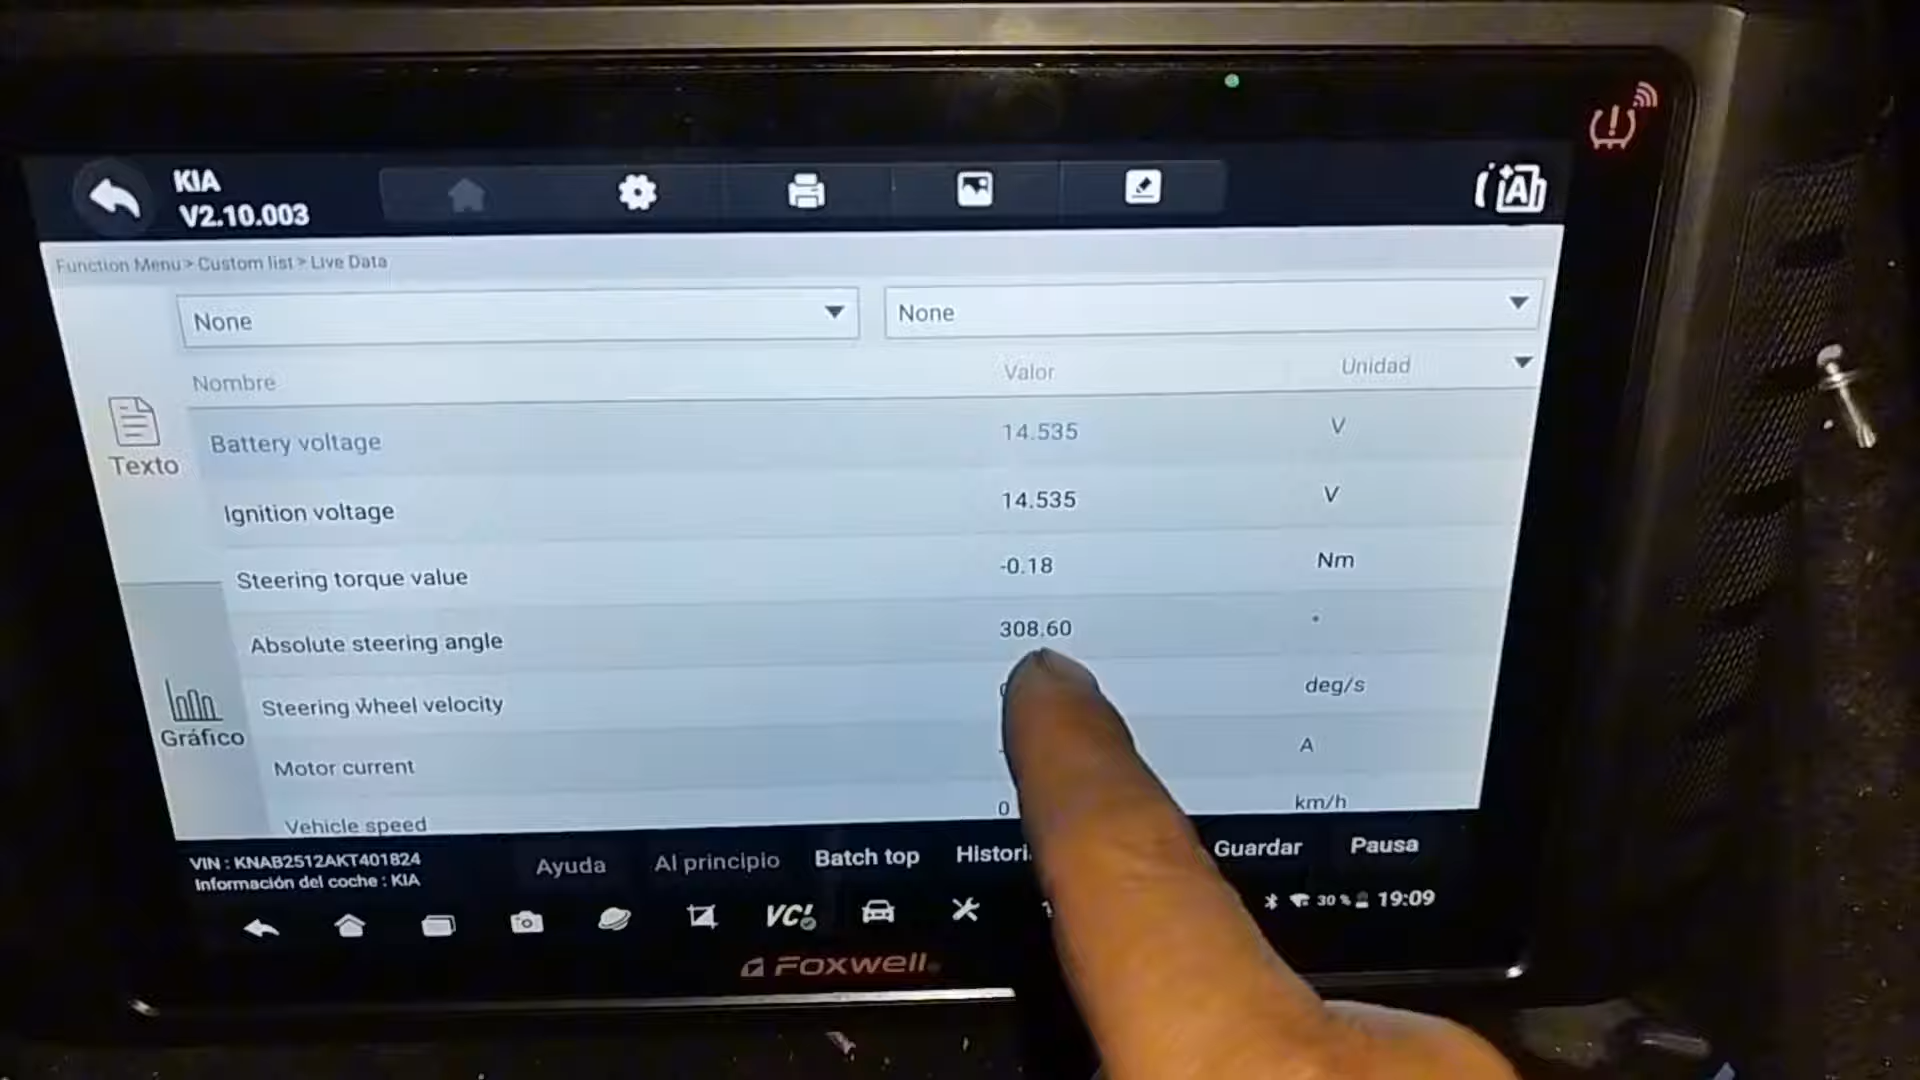 KIA
V2.10.003
Function Menu > Custom list > Live Data
None
None
Nombre Valor Unidad
Battery voltage 14.535 V
Ignition voltage 14.535 V
Steering torque value -0.18 Nm
Absolute steering angle 308.60 °
Steering wheel velocity deg/s
Motor current A
Vehicle speed 0 km/h
Texto
Gráfico
VIN : KNAB2512AKT401824
Información del coche : KIA
Ayuda Al principio Batch top Histori Guardar Pausa
VC! 30 % 19:09
FOXWELL